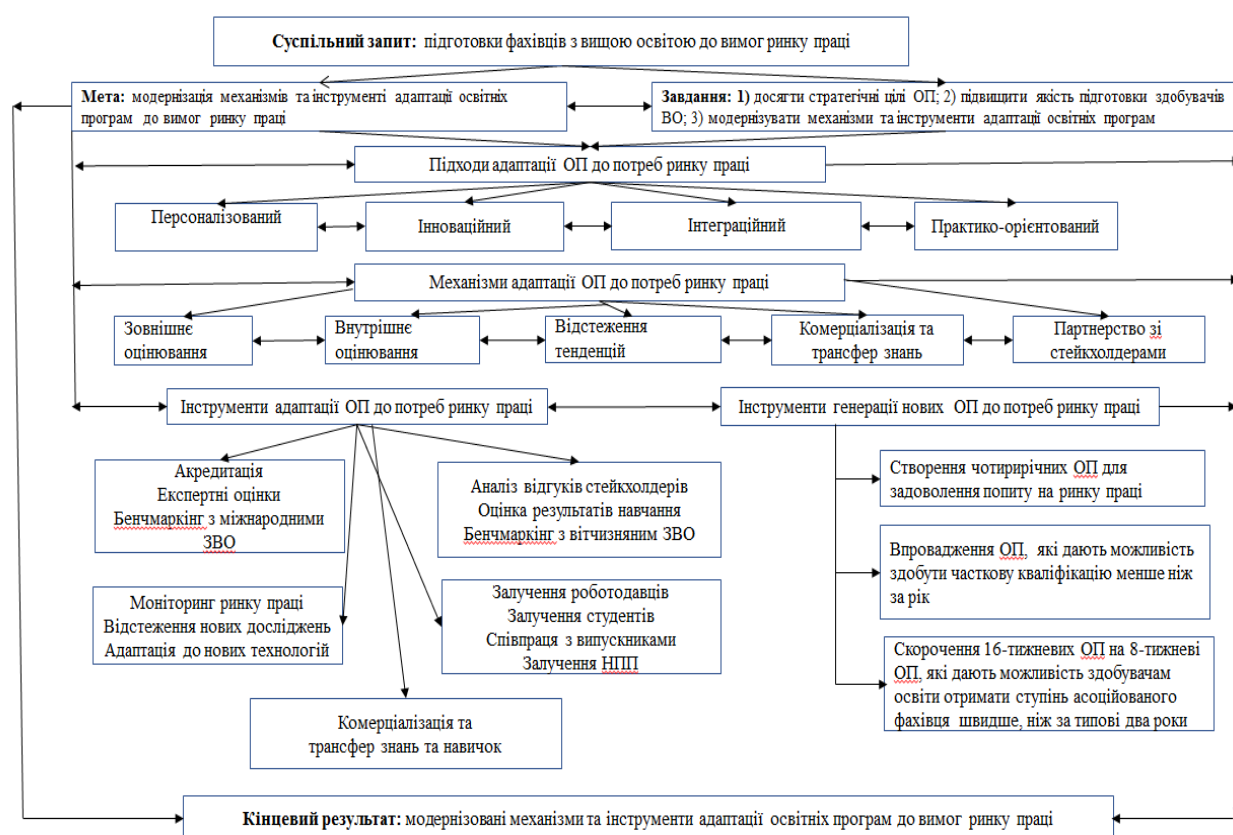 Суспільний запит: підготовки фахівців з вищою освітою до вимог ринку праці
Мета: модернізація механізмів та інструменті адаптації освітніх
програм до вимог ринку праці
Завдання: 1) досягти стратегічні цілі ОП; 2) підвищити якість підготовки здобувачів
ВО; 3) модернізувати механізми та інструменти адаптації освітніх програм
Підходи адаптації ОП до потреб ринку праці
Персоналізований
Інноваційний
Інтеграційний
Практико-орієнтований
Механізми адаптації ОП до потреб ринку праці
Зовнішнє
оцінювання
Внутрішнє
оцінювання
Відстеження
тенденцій
Комерціалізація та
трансфер знань
Партнерство зі
стейкхолдерами
Інструменти адаптації ОП до потреб ринку праці
Інструменти генерації нових ОП до потреб ринку праці
Акредитація
Експертні оцінки
Бенчмаркінг з міжнародними
ЗВО
Аналіз відгуків стейкхолдерів
Оцінка результатів навчання
Бенчмаркінг з вітчизняним ЗВО
Створення чотирирічних ОП для
задоволення попиту на ринку праці
Впровадження ОП, які дають можливість
здобути часткову кваліфікацію менше ніж
за рік
Моніторинг ринку праці
Відстеження нових досліджень
Адаптація до нових технологій
Залучення роботодавців
Залучення студентів
Співпраця з випускниками
Залучення НПП
Скорочення 16-тижневих ОП на 8-тижневі
ОП, які дають можливість здобувачам
освіти отримати ступінь асоційованого
фахівця швидше, ніж за типові два роки
Комерціалізація та
трансфер знань та навичок
Кінцевий результат: модернізовані механізми та інструменти адаптації освітніх програм до вимог ринку праці